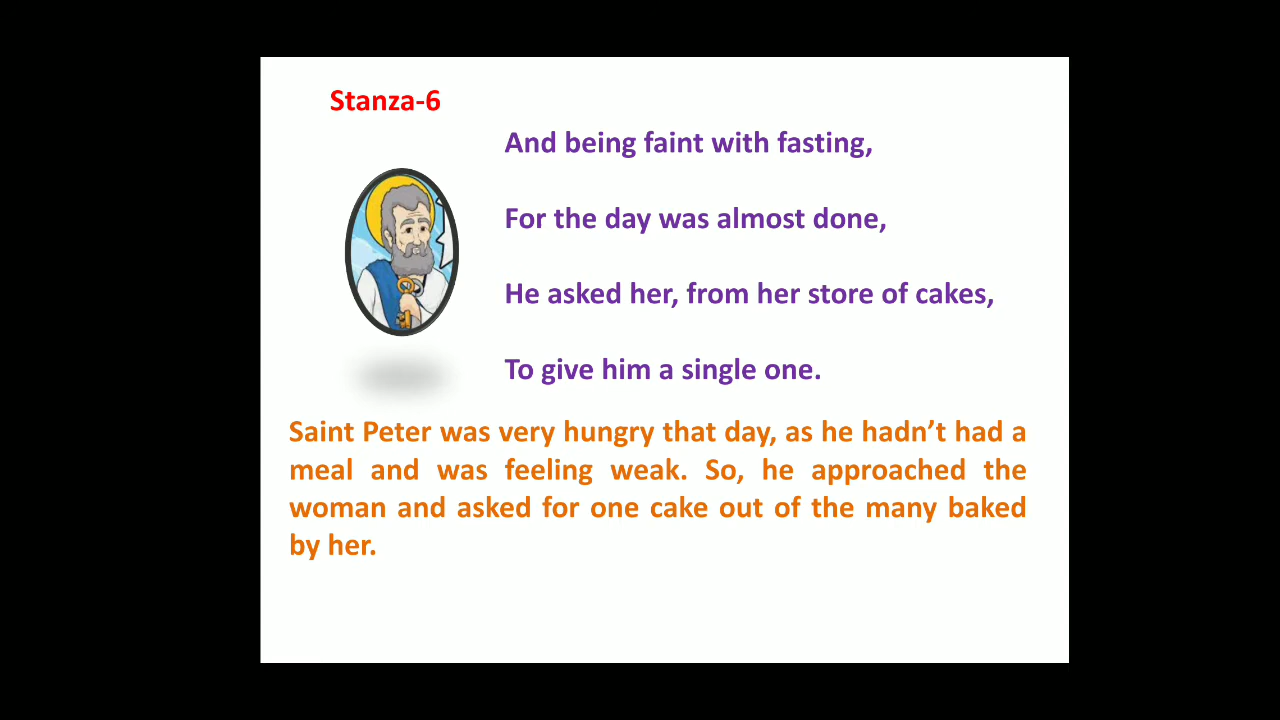 Stanza-6
And being faint with fasting,
For the day was almost done,
He asked her, from her store of cakes,
To give him a single one.
Saint Peter was very hungry that day, as he hadn’t had a
meal and was feeling weak. So, he approached the
woman and asked for one cake out of the many baked
by her.